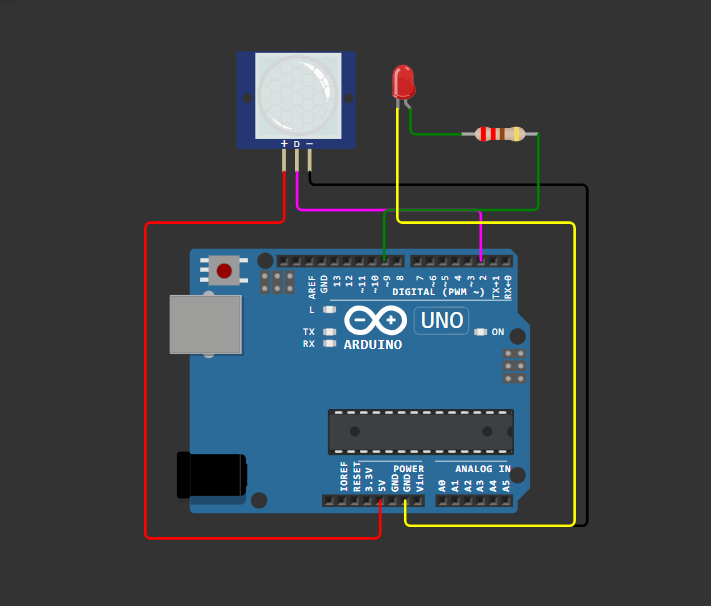 + D −
AREF
GND
13
12
~11
~10
~9
8
7
~6
~5
4
~3
2
TX→1
RX←0
DIGITAL (PWM ~)
L
TX
RX
UNO
ON
ARDUINO
IOREF
RESET
3.3V
5V
GND
GND
Vin
POWER
ANALOG IN
A0
A1
A2
A3
A4
A5